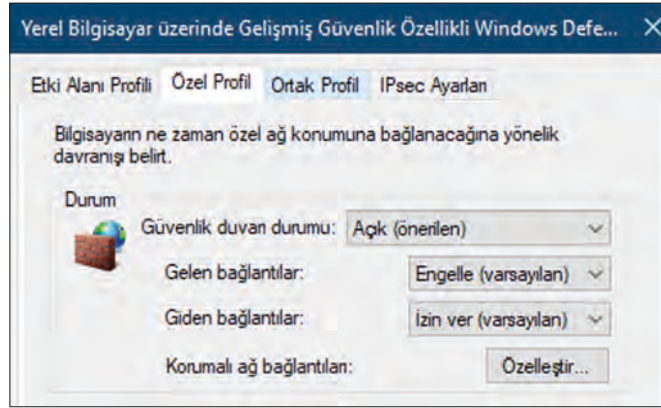 Yerel Bilgisayar üzerinde Gelişmiş Güvenlik Özellikli Windows Defe...
Etki Alanı Profili Özel Profil Ortak Profil IPsec Ayarları
Bilgisayarın ne zaman özel ağ konumuna bağlanacağına yönelik
davranışı belirt.
Durum
Güvenlik duvarı durumu: Açık (önerilen)
Gelen bağlantılar: Engelle (varsayılan)
Giden bağlantılar: İzin ver (varsayılan)
Korumalı ağ bağlantıları: Özelleştir...